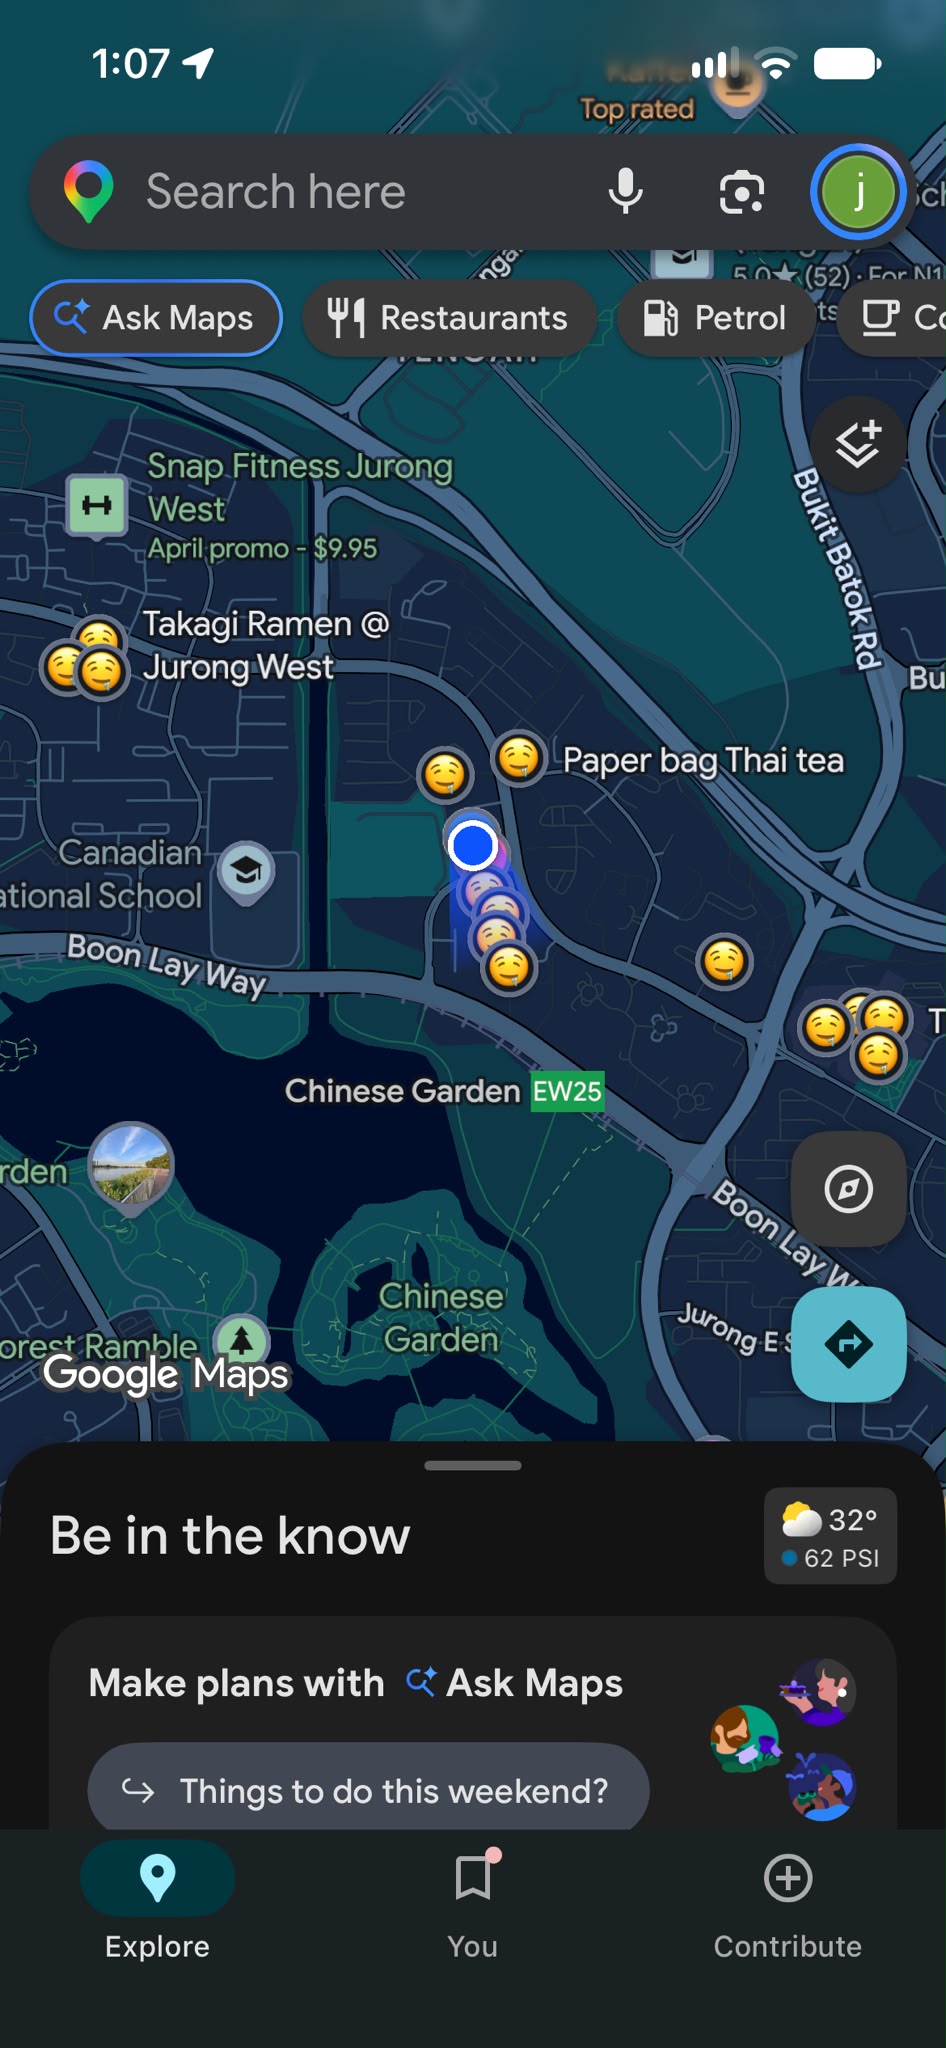 1:07
Top rated
Search here
j
5.0★ (52) · For N1
Ask Maps
Restaurants
Petrol
Snap Fitness Jurong
West
April promo - $9.95
Bukit Batok Rd
Takagi Ramen @
Jurong West
Bu
Paper bag Thai tea
Canadian
ational School
Boon Lay Way
T
Chinese Garden EW25
rden
Boon Lay W
Chinese
Garden
Jurong E S
orest Ramble
Google Maps
Be in the know
32°
62 PSI
Make plans with Ask Maps
Things to do this weekend?
Explore
You
Contribute